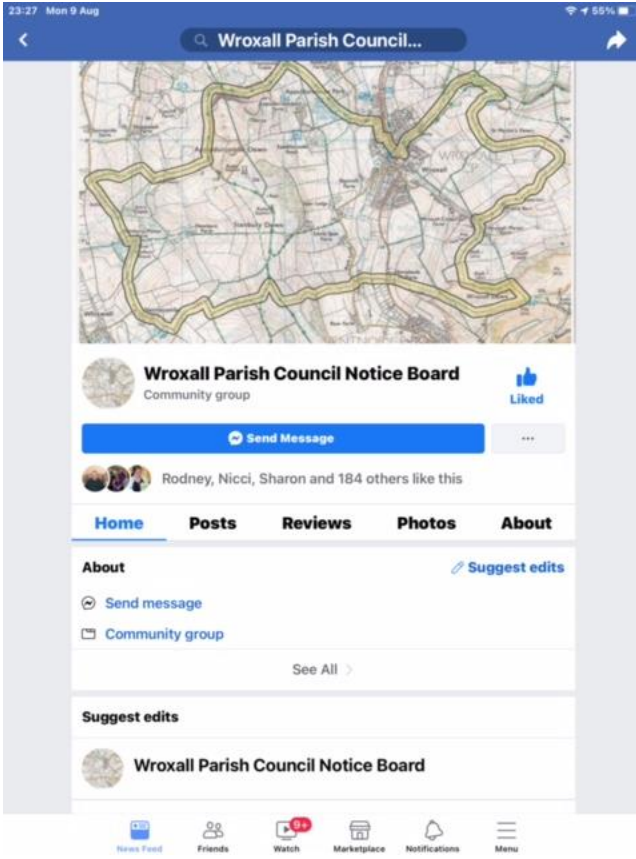 23:27 Mon 9 Aug
55%
Wroxall Parish Council...
WROXALL
Wroxall
Wroxall Parish Council Notice Board
Community group
Liked
Send Message
...
Rodney, Nicci, Sharon and 184 others like this
Home Posts Reviews Photos About
About Suggest edits
Send message
Community group
See All
Suggest edits
Wroxall Parish Council Notice Board
9+
News Feed Friends Watch Marketplace Notifications Menu